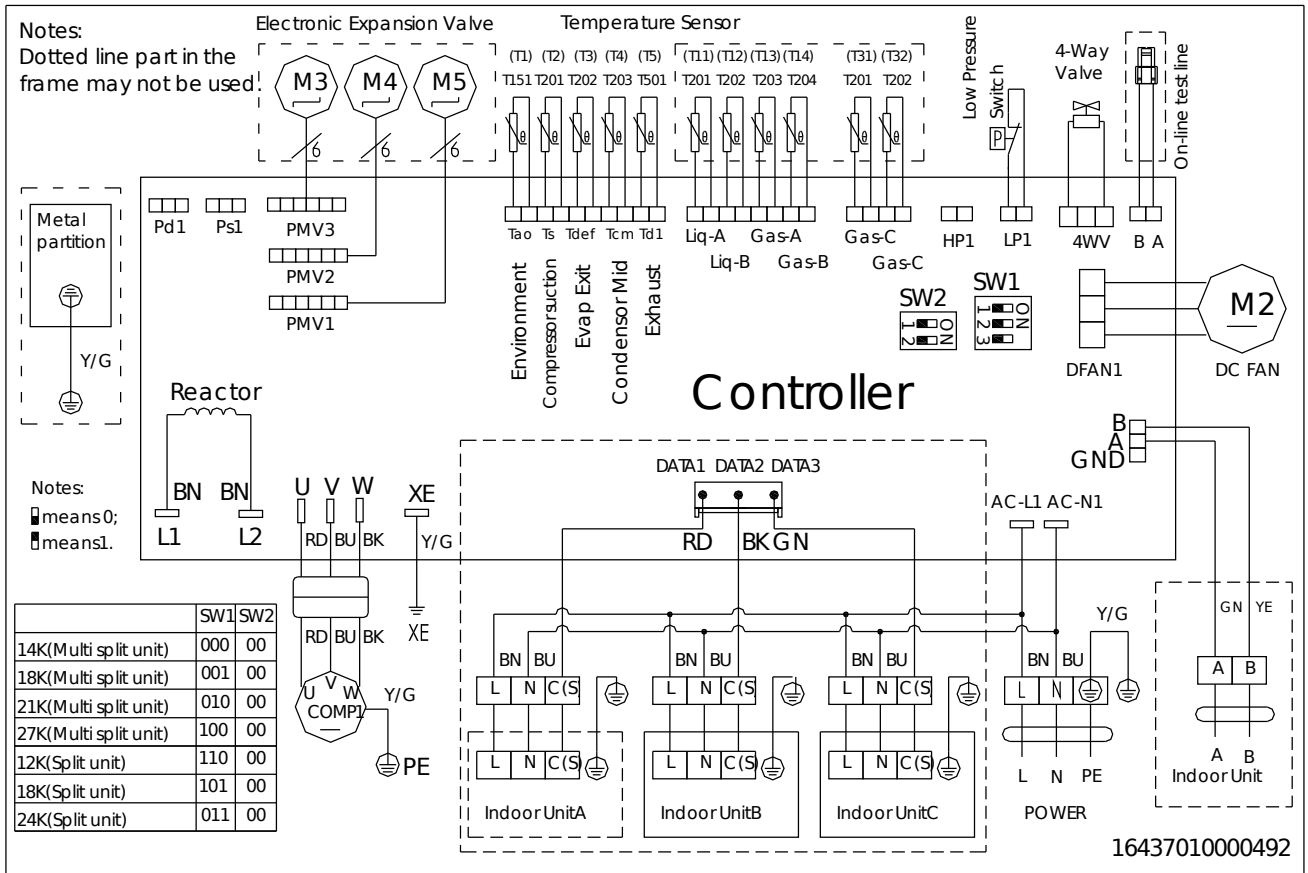 Notes:
Dotted line part in the
frame may not be used.
Electronic Expansion Valve
M3 M4 M5
6 6 6
Temperature Sensor
(T1) (T2) (T3) (T4) (T5) (T11) (T12) (T13) (T14) (T31) (T32)
T151 T201 T202 T203 T501 T201 T202 T203 T204 T201 T202
θ θ θ θ θ θ θ θ θ θ θ
Low Pressure
Switch
P
4-Way
Valve
On-line test line
Metal
partition
Y/G
Pd1 Ps1 PMV3
PMV2
PMV1
Tao Ts Tdef Tcm Td1
Environment
Compressor suction
Evap Exit
Condensor Mid
Exhaust
Liq-A Gas-A Gas-C
Liq-B Gas-B Gas-C
HP1 LP1 4WV B A
SW2
1 2 ON
SW1
1 2 3 ON
DFAN1
M2
DC FAN
Reactor
BN BN
L1 L2
Controller
B
A
GND
Notes:
means 0;
means1.
U V W XE
RD BU BK Y/G
XE
RD BU BK
U V W
COMP1
Y/G
PE
DATA1 DATA2 DATA3
RD BK GN
AC-L1 AC-N1
BN BU BN BU BN BU BN BU Y/G
L N C(S) L N C(S) L N C(S) L N
L N C(S) L N C(S) L N C(S)
Indoor UnitA Indoor UnitB Indoor UnitC
L N PE
POWER
GN YE
A B
A B
Indoor Unit
SW1 SW2
14K(Multi split unit) 000 00
18K(Multi split unit) 001 00
21K(Multi split unit) 010 00
27K(Multi split unit) 100 00
12K(Split unit) 110 00
18K(Split unit) 101 00
24K(Split unit) 011 00
16437010000492